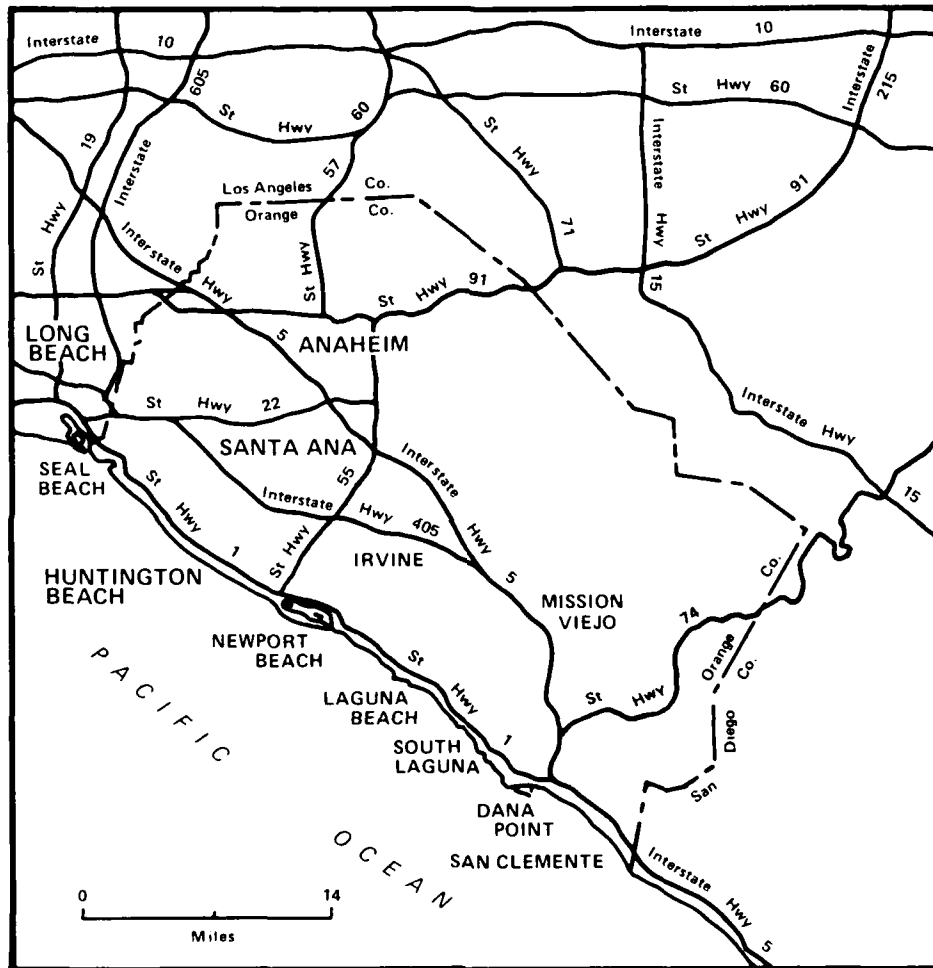 Interstate 10
Interstate 10
605
St Hwy 60
St Hwy 60
Interstate 215
St Hwy 19
Interstate
St Hwy 57
St Hwy 71
Interstate Hwy 15
St Hwy 91
Los Angeles Co.
Orange Co.
Interstate Hwy 5
St Hwy 91
LONG
BEACH
ANAHEIM
St Hwy 22
SANTA ANA
Interstate Hwy 15
SEAL
BEACH
St Hwy 1
Interstate Hwy 405
St Hwy 55
Interstate Hwy 5
IRVINE
HUNTINGTON
BEACH
MISSION
VIEJO
NEWPORT
BEACH
St Hwy 74
Orange Co.
San Diego Co.
St Hwy 1
LAGUNA
BEACH
SOUTH
LAGUNA
DANA
POINT
SAN CLEMENTE
Interstate Hwy 5
PACIFIC
OCEAN
0 14
Miles